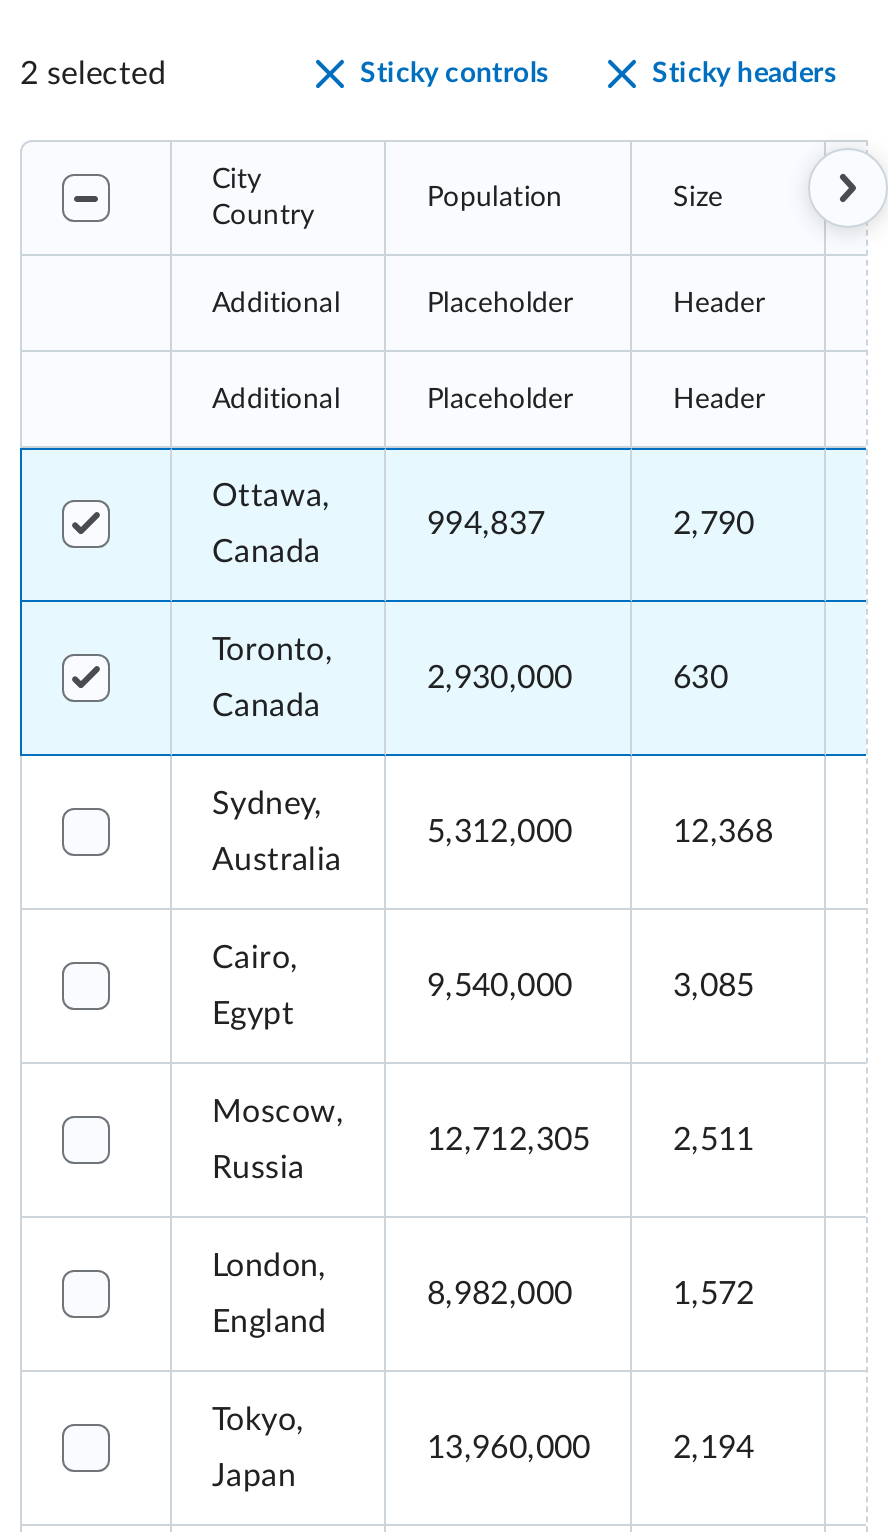 2 selected Sticky controls Sticky headers
City
Country Population Size
Additional Placeholder Header
Additional Placeholder Header
Ottawa,
Canada 994,837 2,790
Toronto,
Canada 2,930,000 630
Sydney,
Australia 5,312,000 12,368
Cairo,
Egypt 9,540,000 3,085
Moscow,
Russia 12,712,305 2,511
London,
England 8,982,000 1,572
Tokyo,
Japan 13,960,000 2,194